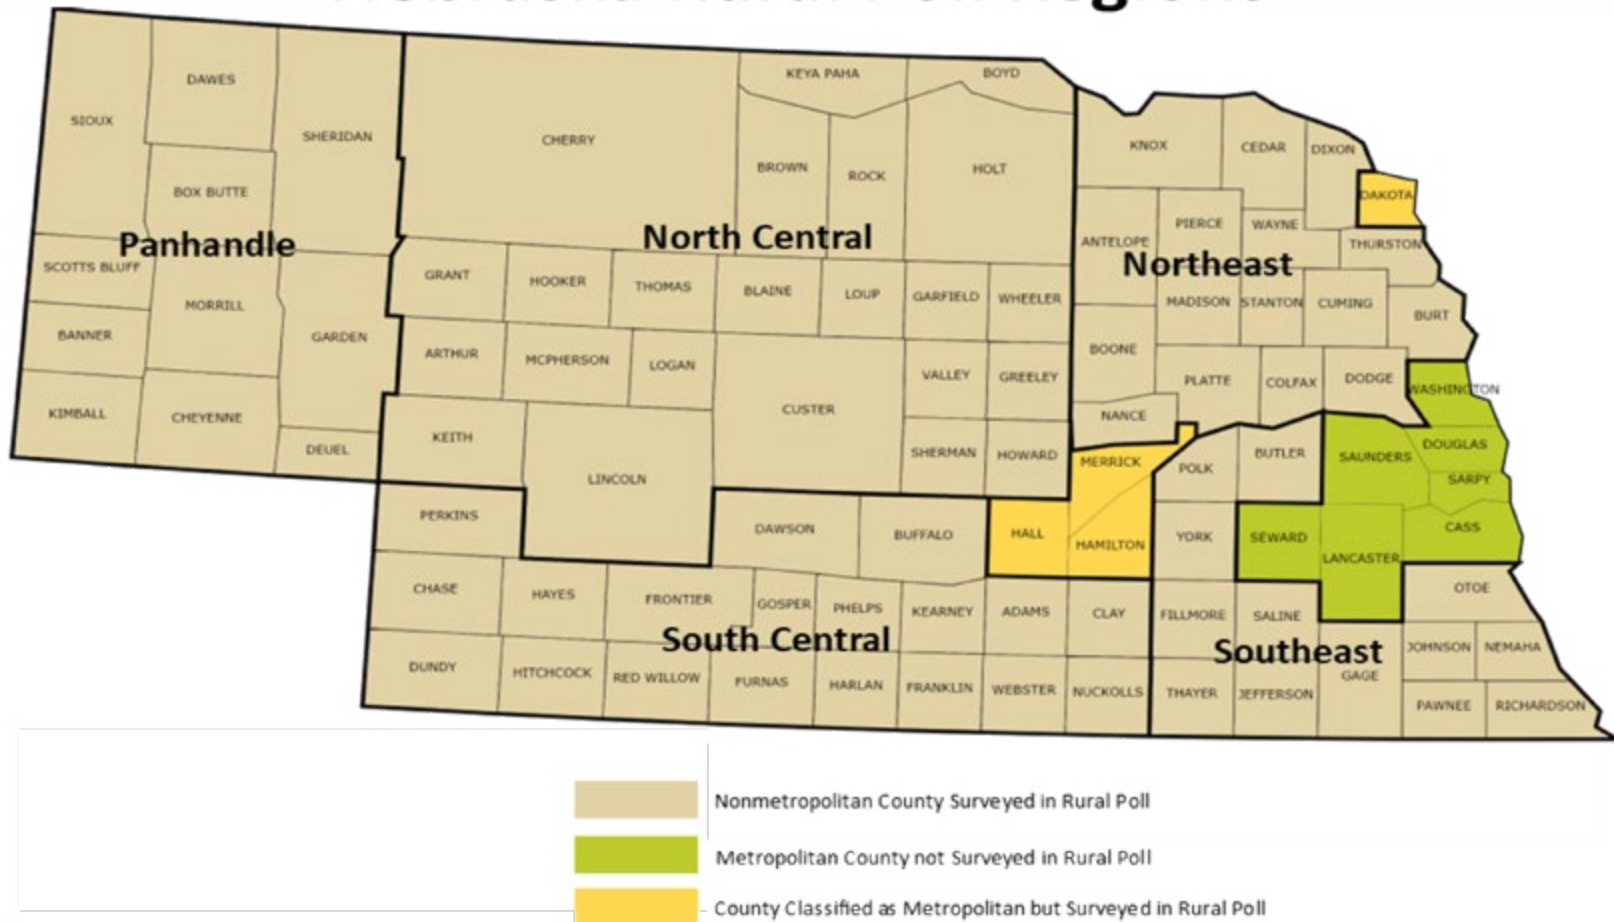 DAWES
SIOUX
SHERIDAN
BOX BUTTE
Panhandle
SCOTTS BLUFF
MORRILL
BANNER
GARDEN
KIMBALL
CHEYENNE
DEUEL
KEYA PAHA
BOYD
CHERRY
BROWN
ROCK
HOLT
North Central
GRANT
HOOKER
THOMAS
BLAINE
LOUP
GARFIELD
WHEELER
ARTHUR
MCPHERSON
LOGAN
VALLEY
GREELEY
CUSTER
KEITH
LINCOLN
SHERMAN
HOWARD
KNOX
CEDAR
DIXON
DAKOTA
PIERCE
WAYNE
ANTELOPE
THURSTON
Northeast
MADISON
STANTON
CUMING
BURT
BOONE
PLATTE
COLFAX
DODGE
WASHINGTON
NANCE
MERRICK
POLK
BUTLER
SAUNDERS
DOUGLAS
SARPY
PERKINS
DAWSON
BUFFALO
HALL
HAMILTON
YORK
SEWARD
LANCASTER
CASS
CHASE
HAYES
FRONTIER
GOSPER
PHELPS
KEARNEY
ADAMS
CLAY
FILLMORE
SALINE
OTOE
South Central
Southeast
DUNDY
HITCHCOCK
RED WILLOW
FURNAS
HARLAN
FRANKLIN
WEBSTER
NUCKOLLS
THAYER
JEFFERSON
GAGE
JOHNSON
NEMAHA
PAWNEE
RICHARDSON
Nonmetropolitan County Surveyed in Rural Poll
Metropolitan County not Surveyed in Rural Poll
County Classified as Metropolitan but Surveyed in Rural Poll